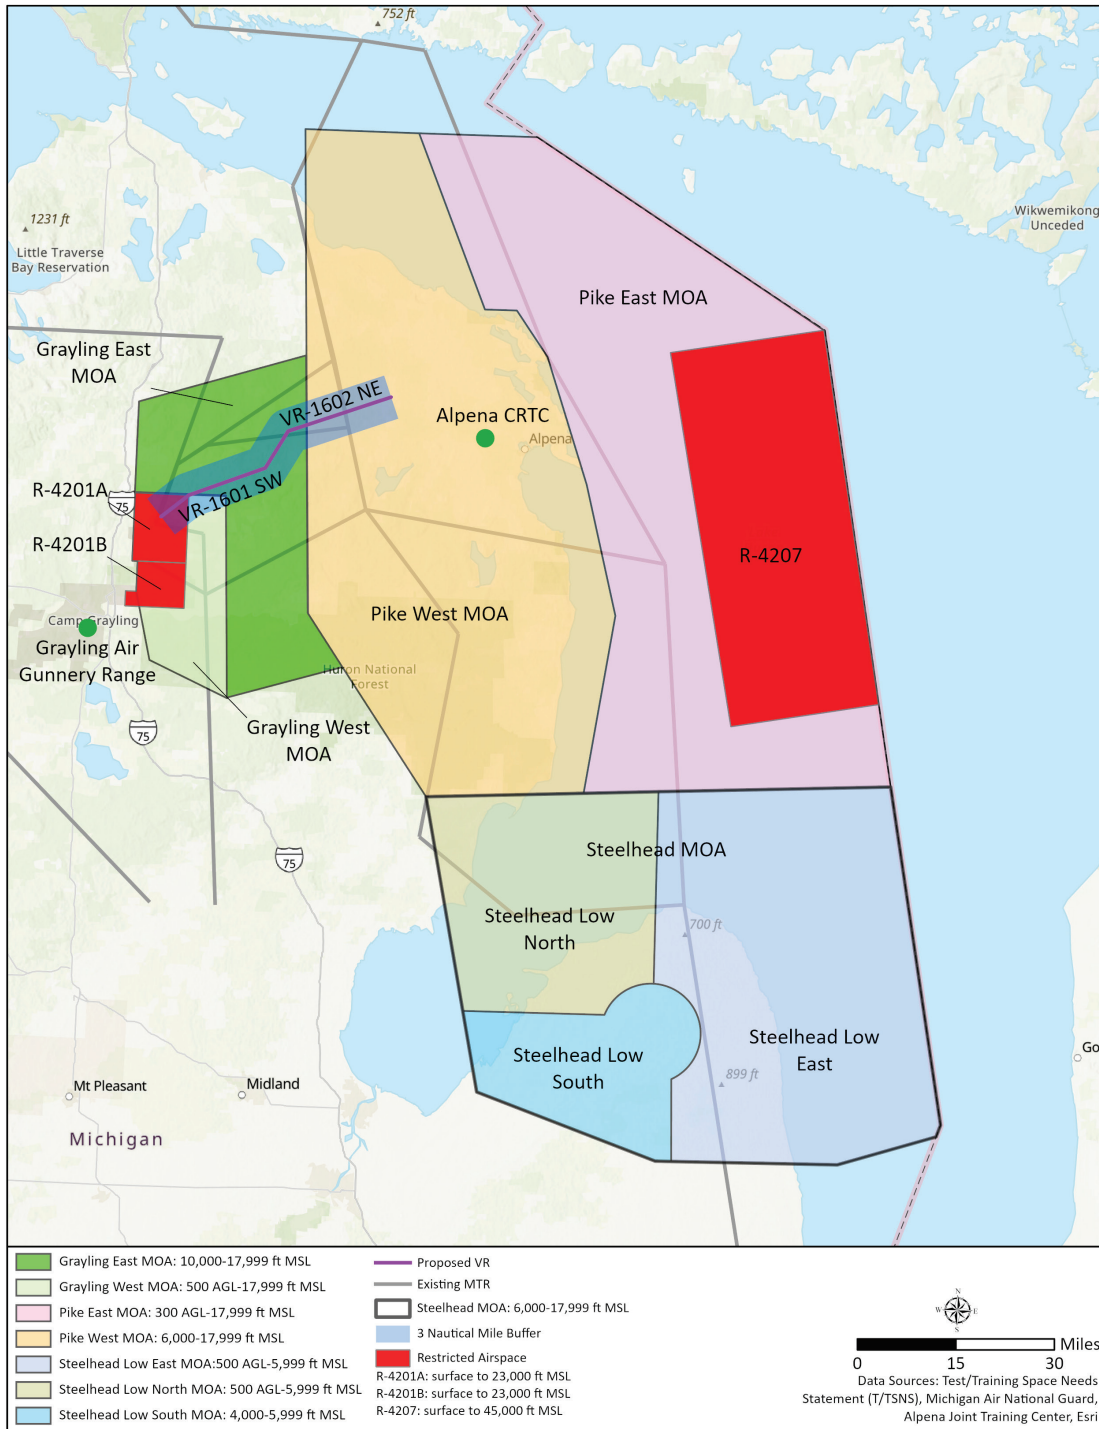 752 ft
1231 ft
Little Traverse
Bay Reservation
Wikwemikong
Unceded
Pike East MOA
Grayling East
MOA
VR-1602 NE
Alpena CRTC
Alpena
R-4201A
75
VR-1601 SW
R-4201B
R-4207
Camp Grayling
Pike West MOA
Grayling Air
Gunnery Range
Huron National
Forest
Grayling West
MOA
75
75
Steelhead MOA
Steelhead Low
North
700 ft
Steelhead Low
East
Steelhead Low
South
899 ft
Go
Mt Pleasant
Midland
Michigan
Grayling East MOA: 10,000-17,999 ft MSL
Grayling West MOA: 500 AGL-17,999 ft MSL
Pike East MOA: 300 AGL-17,999 ft MSL
Pike West MOA: 6,000-17,999 ft MSL
Steelhead Low East MOA:500 AGL-5,999 ft MSL
Steelhead Low North MOA: 500 AGL-5,999 ft MSL
Steelhead Low South MOA: 4,000-5,999 ft MSL
Proposed VR
Existing MTR
Steelhead MOA: 6,000-17,999 ft MSL
3 Nautical Mile Buffer
Restricted Airspace
R-4201A: surface to 23,000 ft MSL
R-4201B: surface to 23,000 ft MSL
R-4207: surface to 45,000 ft MSL
N
W E
S
Miles
0 15 30
Data Sources: Test/Training Space Needs
Statement (T/TSNS), Michigan Air National Guard,
Alpena Joint Training Center, Esri